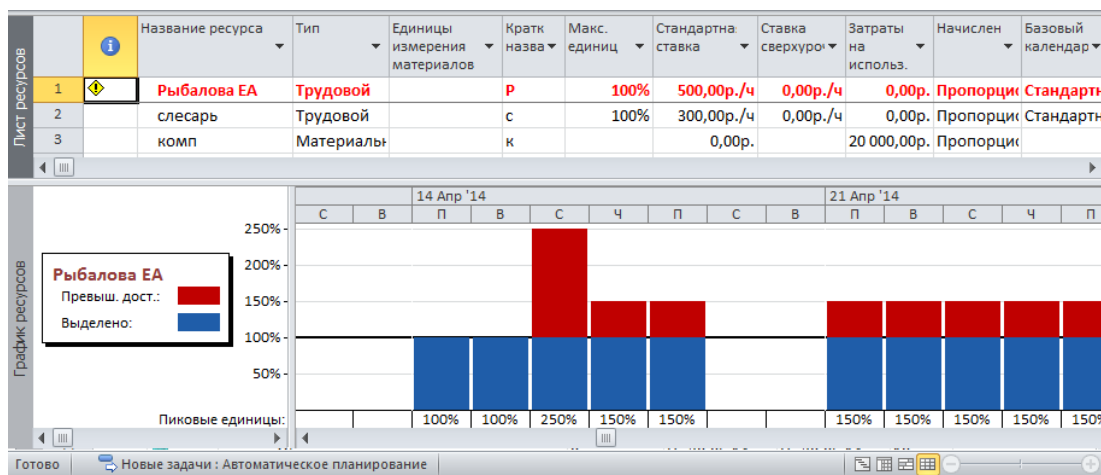 Лист ресурсов
Название ресурса Тип Единицы измерения материалов Кратк назва Макс. единиц Стандартна ставка Ставка сверхуроч Затраты на использ. Начислен Базовый календар
1 Рыбалова ЕА Трудовой Р 100% 500,00р./ч 0,00р./ч 0,00р. Пропорцио Стандартн
2 слесарь Трудовой с 100% 300,00р./ч 0,00р./ч 0,00р. Пропорцио Стандартн
3 комп Материальн к 0,00р. 20 000,00р. Пропорцио
График ресурсов
14 Апр '14 21 Апр '14
С В П В С Ч П С В П В С Ч П
250%
200%
150%
100%
50%
Рыбалова ЕА
Превыш. дост.:
Выделено:
Пиковые единицы: 100% 100% 250% 150% 150% 150% 150% 150% 150% 150%
Готово Новые задачи : Автоматическое планирование